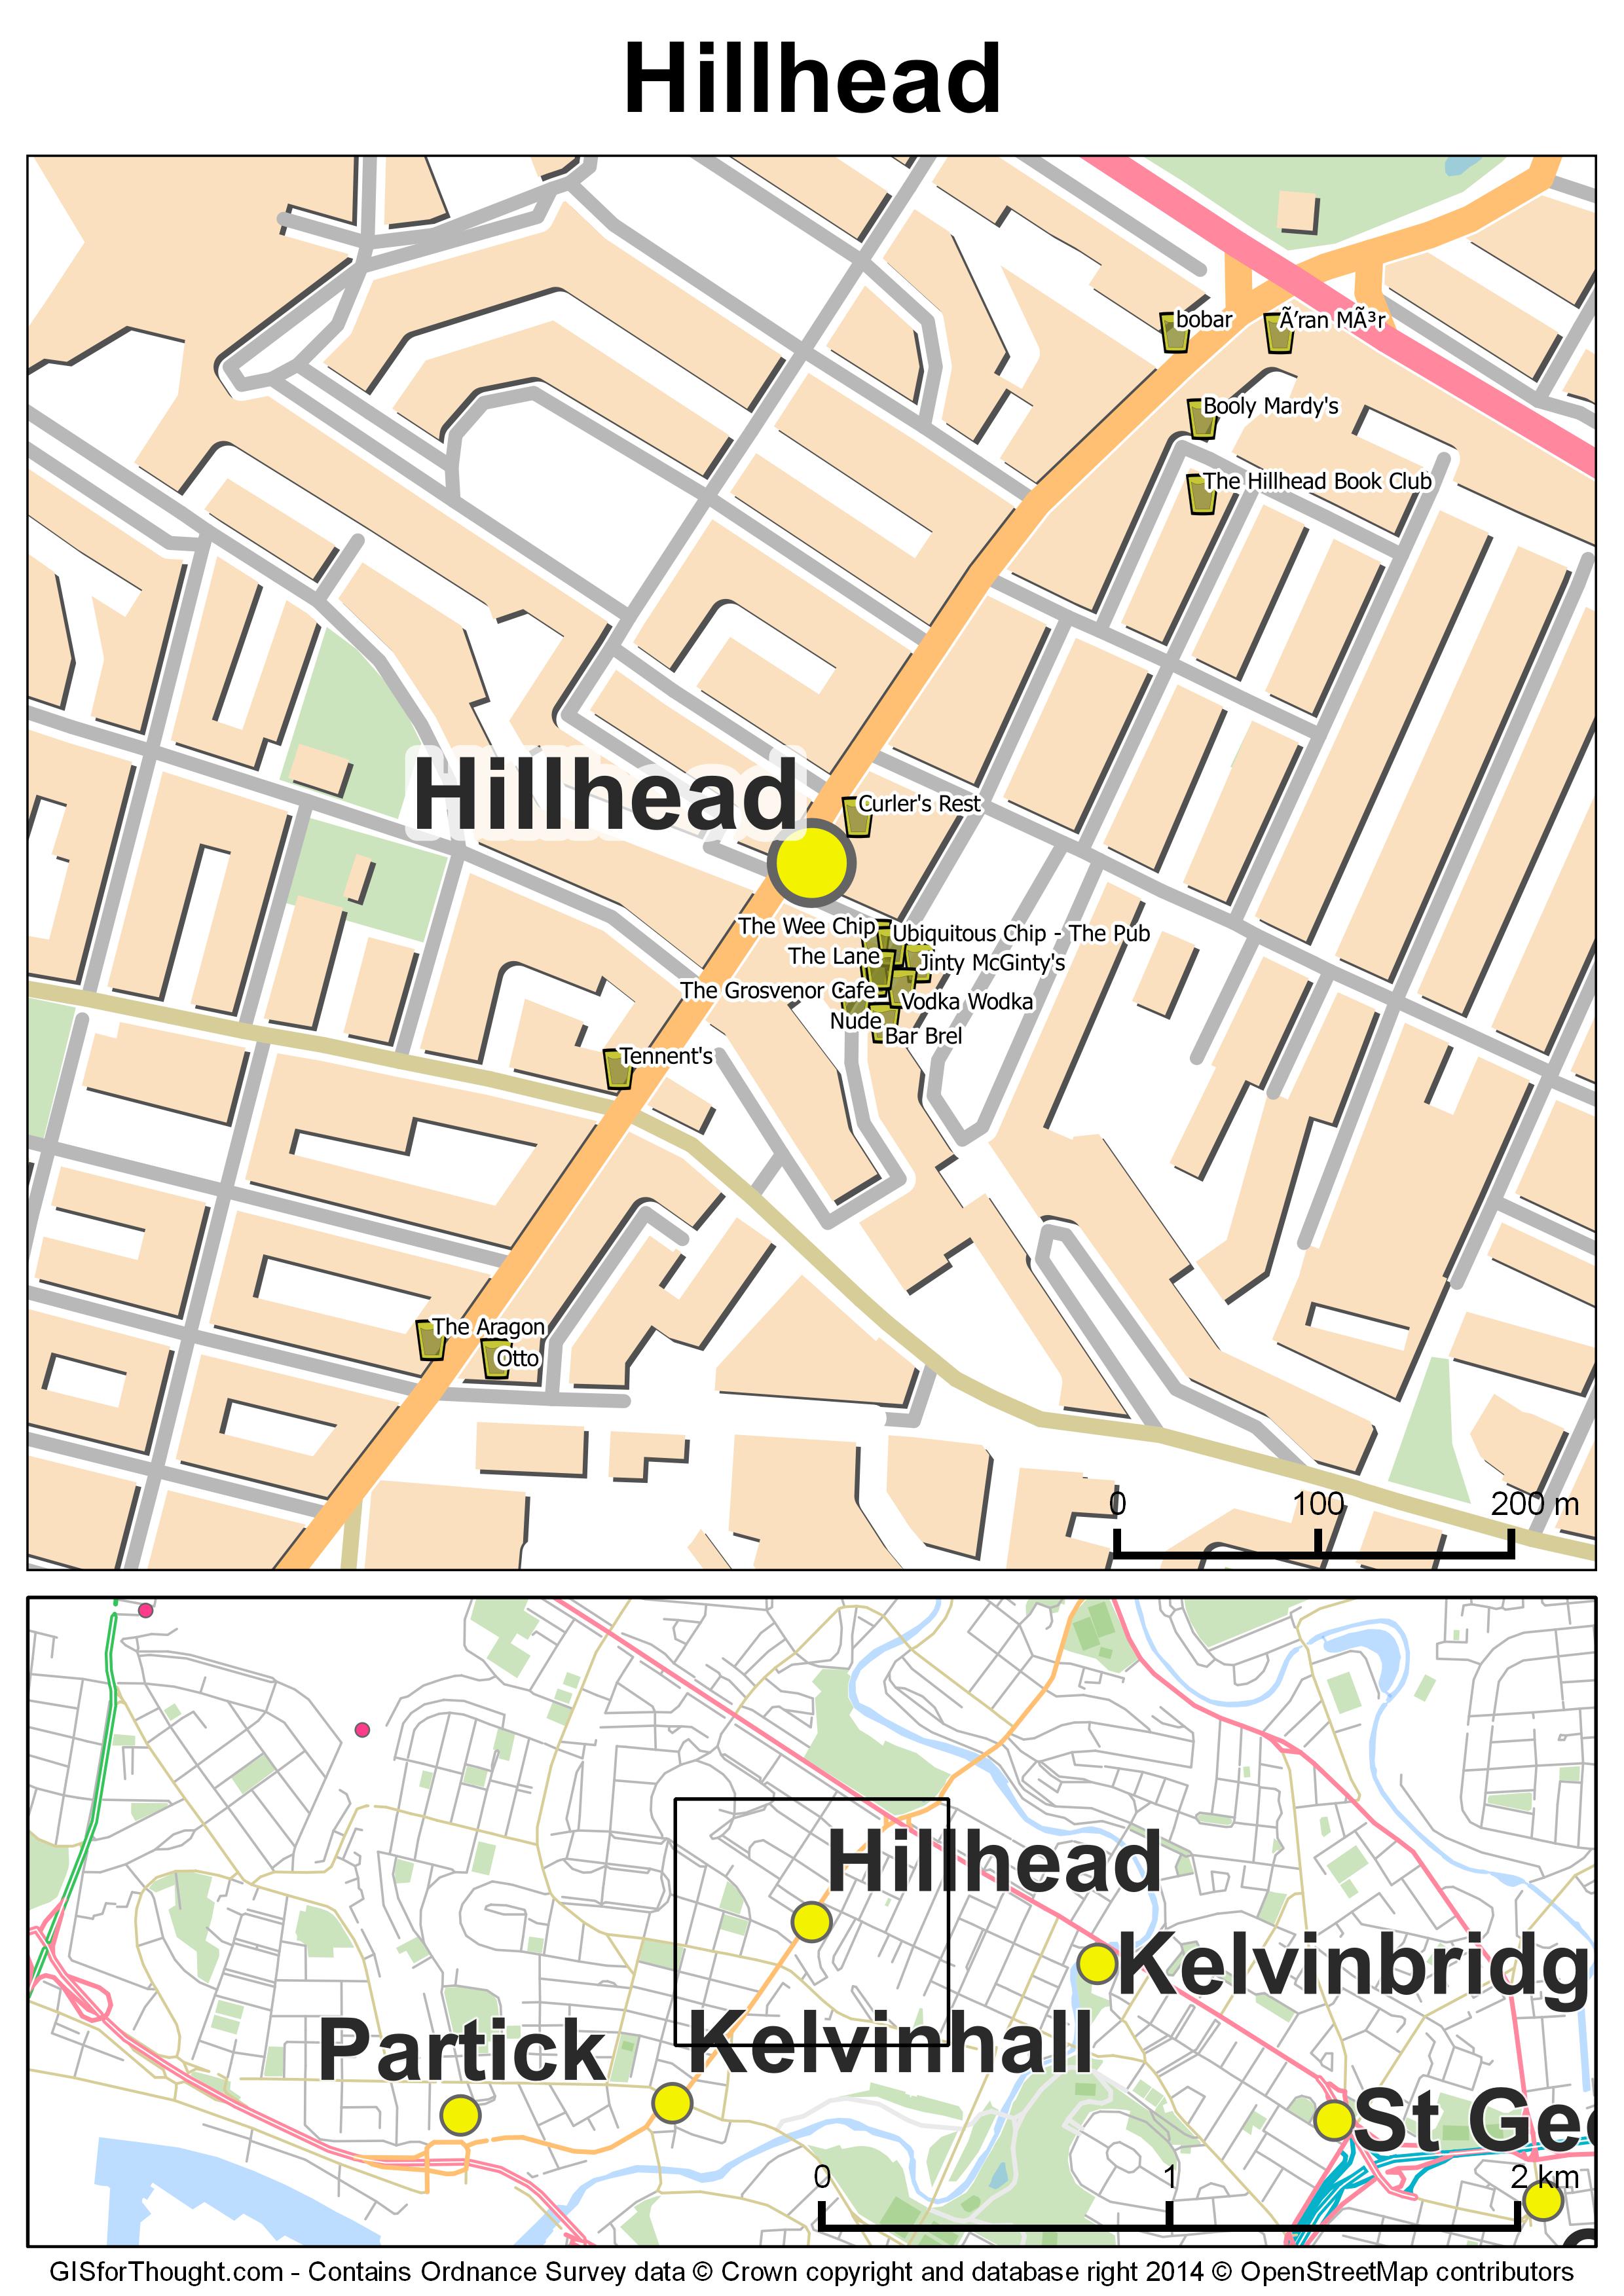 Hillhead
bobar
Ã’ran MÃ³r
Booly Mardy's
The Hillhead Book Club
Hillhead
Curler's Rest
The Wee Chip
Ubiquitous Chip - The Pub
The Lane
Jinty McGinty's
The Grosvenor Cafe
Vodka Wodka
Nude
Bar Brel
Tennent's
The Aragon
Otto
0 100 200 m
Hillhead
Kelvinbridg
Kelvinhall
Partick
St Geo
0 1 2 km
GISforThought.com - Contains Ordnance Survey data © Crown copyright and database right 2014 © OpenStreetMap contributors